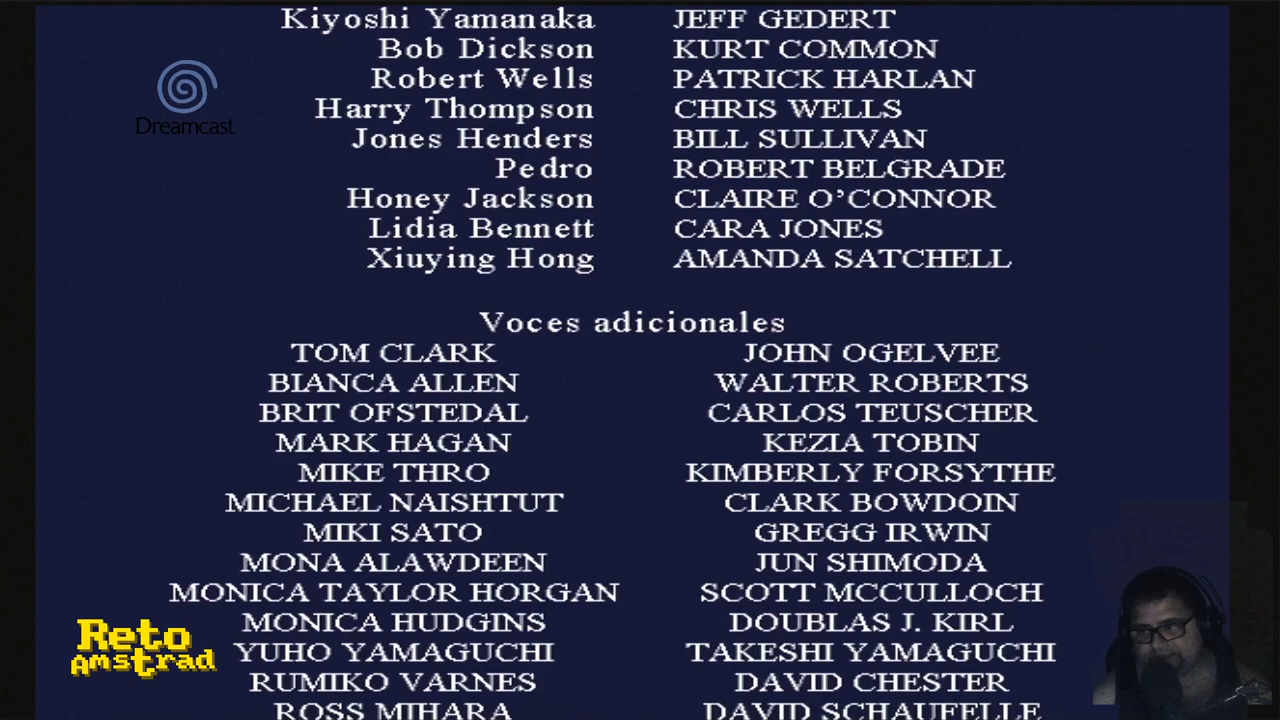 Kiyoshi Yamanaka JEFF GEDERT
Bob Dickson KURT COMMON
Robert Wells PATRICK HARLAN
Harry Thompson CHRIS WELLS
Jones Henders BILL SULLIVAN
Pedro ROBERT BELGRADE
Honey Jackson CLAIRE O’CONNOR
Lidia Bennett CARA JONES
Xiuying Hong AMANDA SATCHELL
Dreamcast
Voces adicionales
TOM CLARK JOHN OGELVEE
BIANCA ALLEN WALTER ROBERTS
BRIT OFSTEDAL CARLOS TEUSCHER
MARK HAGAN KEZIA TOBIN
MIKE THRO KIMBERLY FORSYTHE
MICHAEL NAISHTUT CLARK BOWDOIN
MIKI SATO GREGG IRWIN
MONA ALAWDEEN JUN SHIMODA
MONICA TAYLOR HORGAN SCOTT MCCULLOCH
MONICA HUDGINS DOUBLAS J. KIRL
YUHO YAMAGUCHI TAKESHI YAMAGUCHI
RUMIKO VARNES DAVID CHESTER
ROSS MIHARA DAVID SCHAUFELLE
Reto
Amstrad